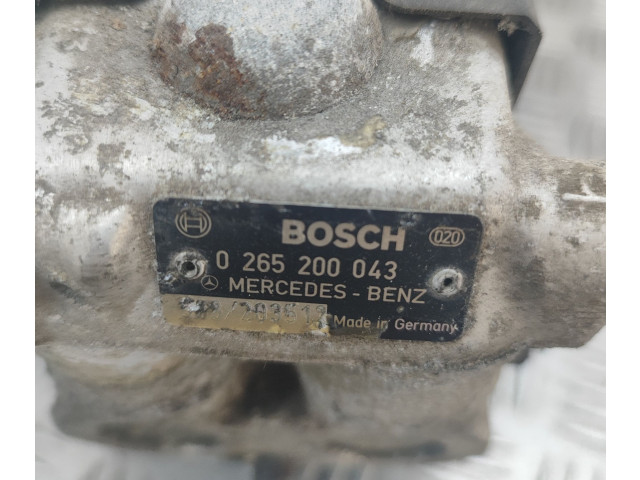 BOSCH 020
0 265 200 043
MERCEDES-BENZ
Made in Germany